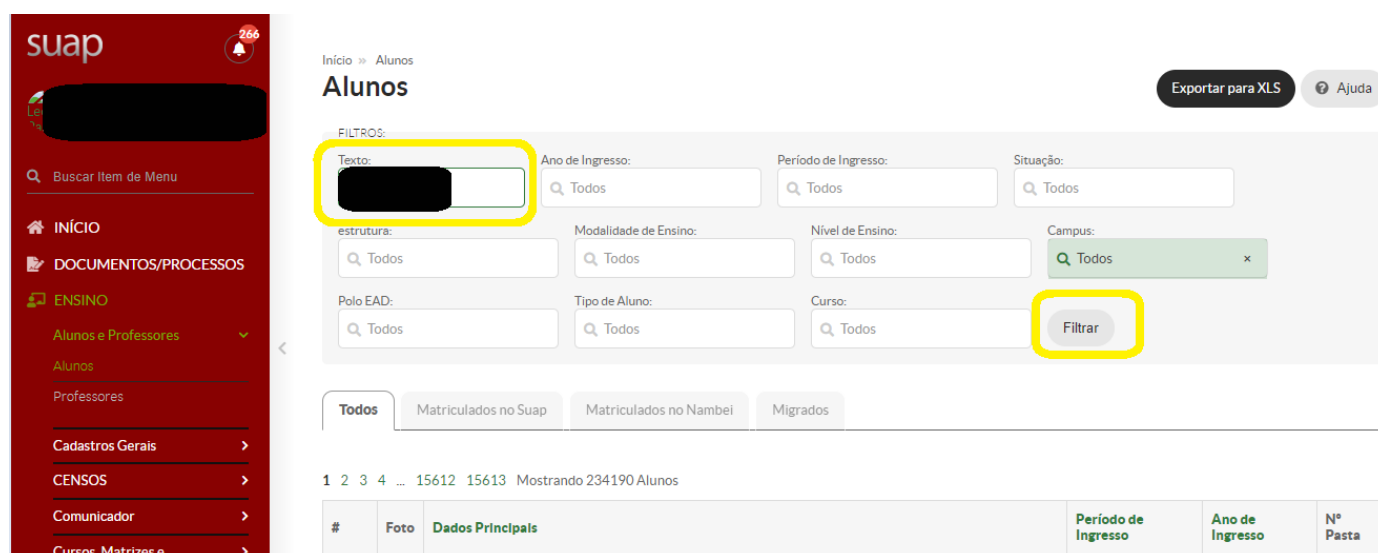 suap
266
Buscar Item de Menu
INÍCIO
DOCUMENTOS/PROCESSOS
ENSINO
Alunos e Professores
Alunos
Professores
Cadastros Gerais
CENSOS
Comunicador
Cursos, Matrizes e
Início » Alunos
Alunos
Exportar para XLS
Ajuda
FILTROS:
Texto: Ano de Ingresso: Período de Ingresso: Situação:
Todos Todos Todos
estrutura: Modalidade de Ensino: Nível de Ensino: Campus:
Todos Todos Todos Todos ×
Polo EAD: Tipo de Aluno: Curso:
Todos Todos Todos Filtrar
Todos Matriculados no Suap Matriculados no Nambei Migrados
1 2 3 4 ... 15612 15613 Mostrando 234190 Alunos
# Foto Dados Principais Período de Ingresso Ano de Ingresso Nº Pasta